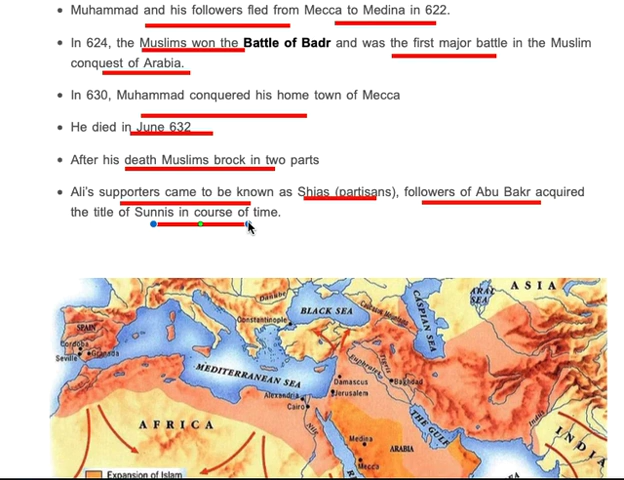 Muhammad and his followers fled from Mecca to Medina in 622.
In 624, the Muslims won the Battle of Badr and was the first major battle in the Muslim
conquest of Arabia.
In 630, Muhammad conquered his home town of Mecca
He died in June 632
After his death Muslims brock in two parts
Ali's supporters came to be known as Shias (partisans), followers of Abu Bakr acquired
the title of Sunnis in course of time.
ASIA
ARAL
SEA
Danube
BLACK SEA
Caucasus Mountains
CASPIAN SEA
Constantinople
SPAIN
Cordoba
Seville
Granada
MEDITERRANEAN SEA
Euphrates
Tigris
Damascus
Baghdad
Jerusalem
Alexandria
Cairo
Nile
THE GULF
Indus
INDIA
AFRICA
Medina
ARABIA
Mecca
Expansion of Islam